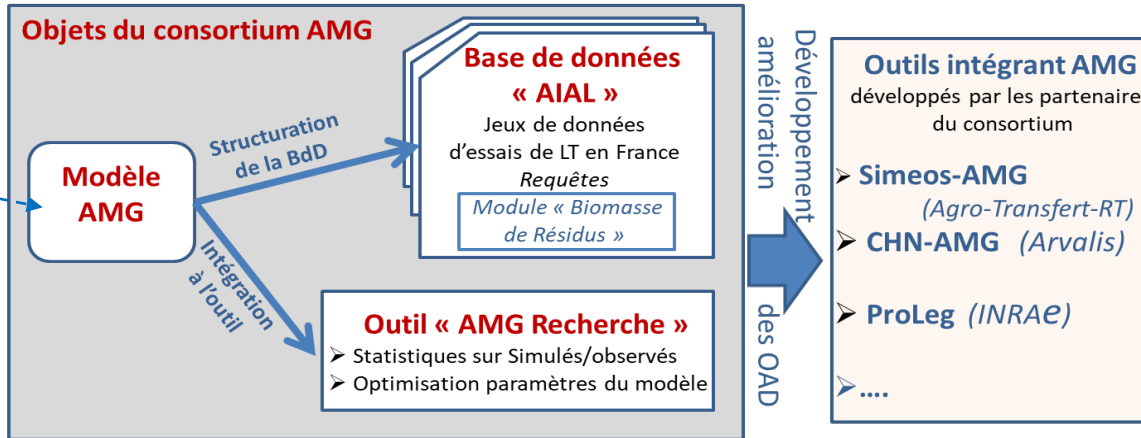 Objets du consortium AMG
Modèle
AMG
Structuration
de la BdD
Intégration
à l'outil
Base de données
« AIAL »
Jeux de données
d'essais de LT en France
Requêtes
Module « Biomasse
de Résidus »
Outil « AMG Recherche »
➢ Statistiques sur Simulés/observés
➢ Optimisation paramètres du modèle
Développement
amélioration
des OAD
Outils intégrant AMG
développés par les partenaire
du consortium
➢ Simeos-AMG
(Agro-Transfert-RT)
➢ CHN-AMG (Arvalis)
➢ ProLeg (INRAe)
➢ ....